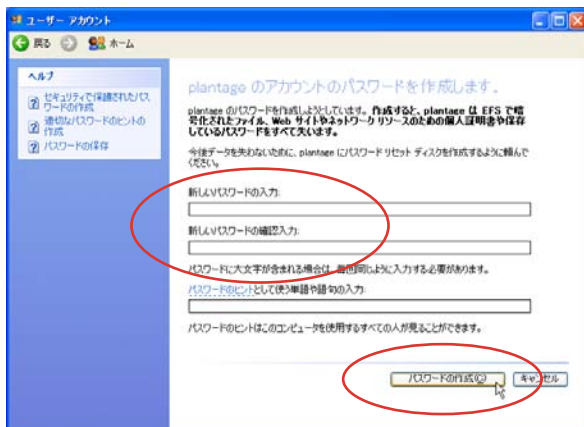 ユーザー アカウント
戻る ホーム
ヘルプ
セキュリティで保護されたパス
ワードの作成
適切なパスワードのヒントの
作成
パスワードの保存
plantage のアカウントのパスワードを作成します。
plantage のパスワードを作成しようとしています。作成すると、plantage は EFS で暗
号化されたファイル、Web サイトやネットワーク リソースのための個人証明書や保存
しているパスワードをすべて失います。
今後データを失わないために、plantage にパスワード リセット ディスクを作成するように頼んで
ください。
新しいパスワードの入力:
新しいパスワードの確認入力:
パスワードに大文字が含まれる場合は、毎回同じように入力する必要があります。
パスワードのヒントとして使う単語や語句の入力:
パスワードのヒントはこのコンピュータを使用するすべての人が見ることができます。
パスワードの作成(C) キャンセル